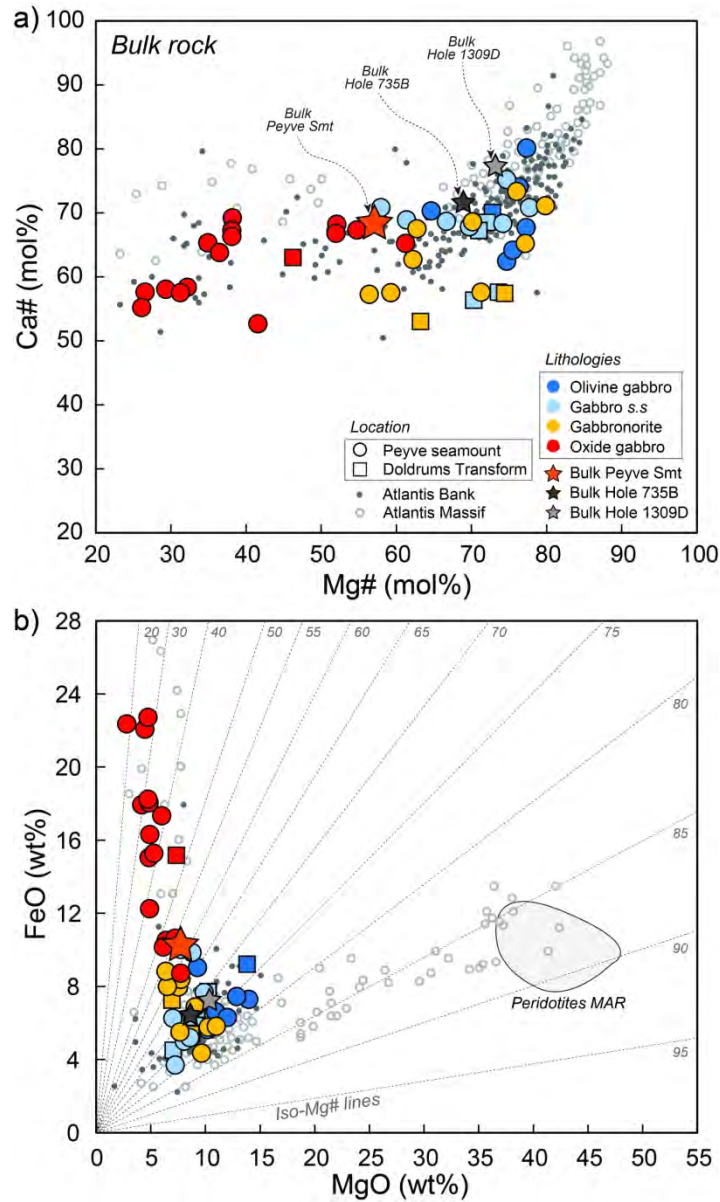 a)
Bulk rock
Bulk
Hole 1309D
Bulk
Hole 735B
Bulk
Peyve Smt
100
90
80
70
60
50
40
30
20
Ca# (mol%)
Location
Peyve seamount
Doldrums Transform
Atlantis Bank
Atlantis Massif
Lithologies
Olivine gabbro
Gabbro s.s
Gabbronorite
Oxide gabbro
Bulk Peyve Smt
Bulk Hole 735B
Bulk Hole 1309D
20 30 40 50 60 70 80 90 100
Mg# (mol%)
b)
28
24
20
16
12
8
4
0
FeO (wt%)
20 30 40 50 55 60 65 70 75
80
85
90
95
Peridotites MAR
Iso-Mg# lines
0 5 10 15 20 25 30 35 40 45 50 55
MgO (wt%)